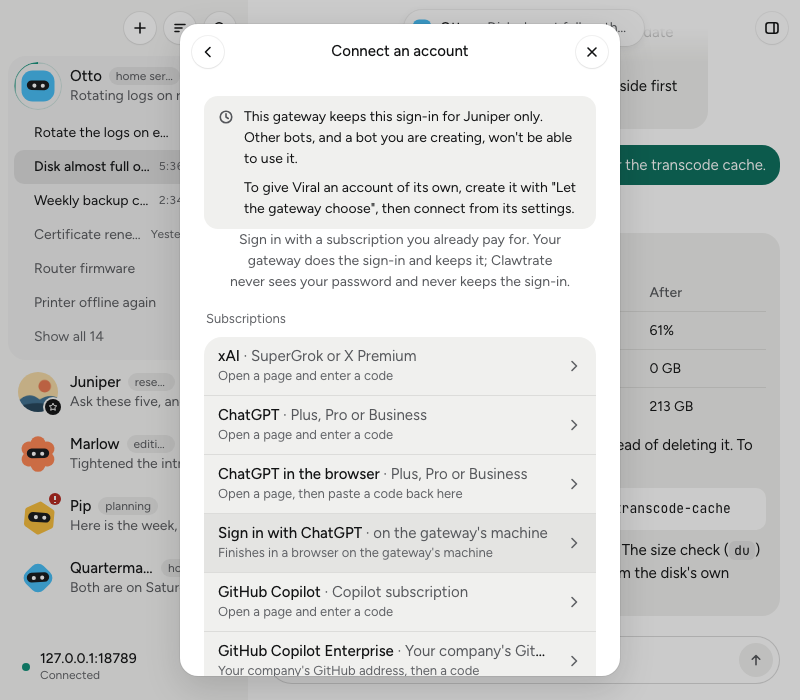 Connect an account
This gateway keeps this sign-in for Juniper only.
Other bots, and a bot you are creating, won't be able
to use it.
To give Viral an account of its own, create it with "Let
the gateway choose", then connect from its settings.
Sign in with a subscription you already pay for. Your
gateway does the sign-in and keeps it; Clawtrate
never sees your password and never keeps the sign-in.
Subscriptions
xAI · SuperGrok or X Premium
Open a page and enter a code
ChatGPT · Plus, Pro or Business
Open a page and enter a code
ChatGPT in the browser · Plus, Pro or Business
Open a page, then paste a code back here
Sign in with ChatGPT · on the gateway's machine
Finishes in a browser on the gateway's machine
GitHub Copilot · Copilot subscription
Open a page and enter a code
GitHub Copilot Enterprise · Your company's Git...
Your company's GitHub address, then a code
Otto home ser...
Rotating logs on
Rotate the logs on e...
Disk almost full o... 5:36
Weekly backup c... 2:34
Certificate rene... Yeste
Router firmware
Printer offline again
Show all 14
Juniper rese...
Ask these five, an
Marlow editi...
Tightened the intr
Pip planning
Here is the week,
Quarterma... ho
Both are on Satur
127.0.0.1:18789
Connected
side first
the transcode cache.
After
61%
0 GB
213 GB
ead of deleting it. To
transcode-cache
The size check (du)
m the disk's own